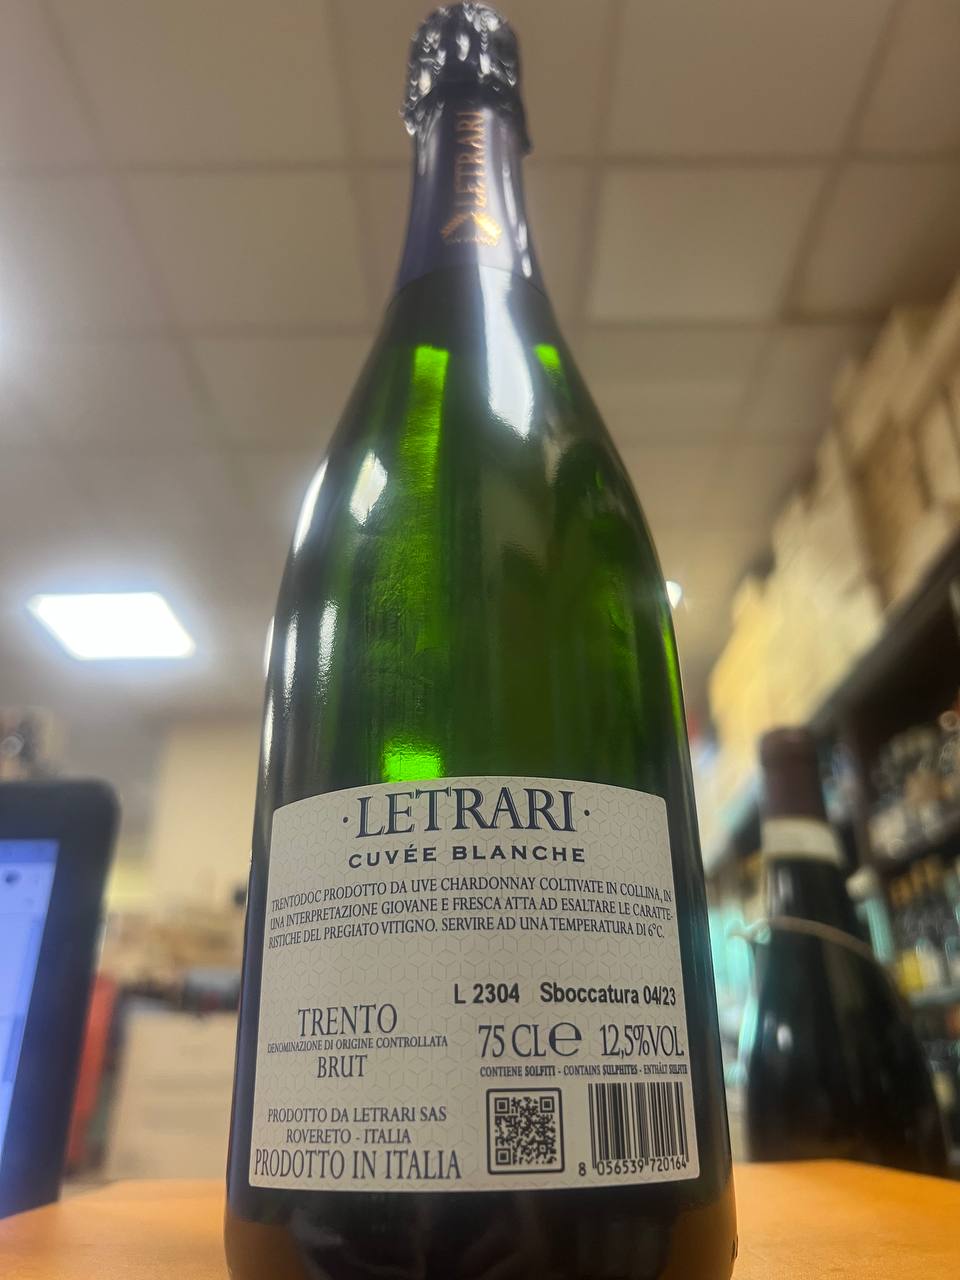 LETRARI
· LETRARI ·
CUVÉE BLANCHE
TRENTODOC PRODOTTO DA UVE CHARDONNAY COLTIVATE IN COLLINA, IN
UNA INTERPRETAZIONE GIOVANE E FRESCA ATTA AD ESALTARE LE CARATTE-
RISTICHE DEL PREGIATO VITIGNO. SERVIRE AD UNA TEMPERATURA DI 6°C.
L 2304 Sboccatura 04/23
TRENTO
DENOMINAZIONE DI ORIGINE CONTROLLATA
BRUT
75 CL e 12,5%VOL
CONTIENE SOLFITI - CONTAINS SULPHITES - ENTHÄLT SULFITE
PRODOTTO DA LETRARI SAS
ROVERETO - ITALIA
PRODOTTO IN ITALIA
8 056539 720164